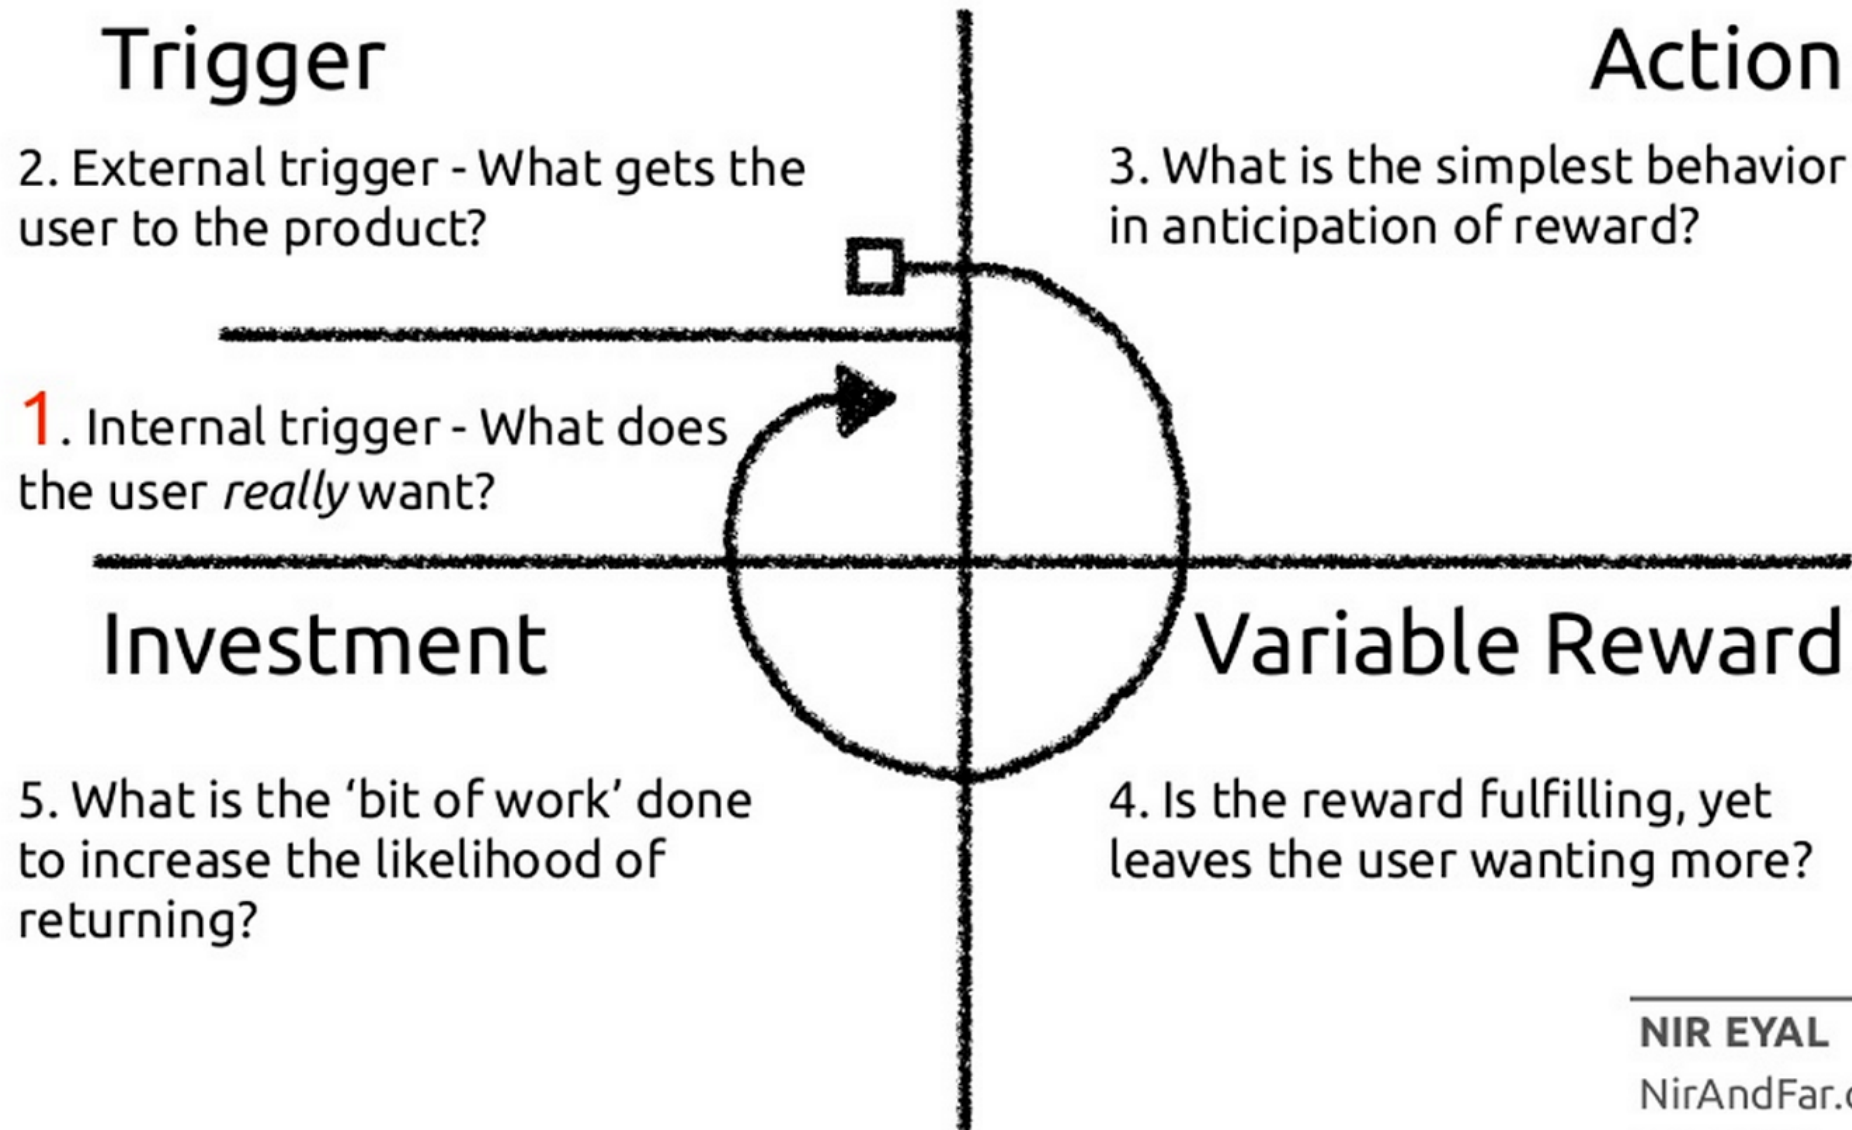 Trigger
2. External trigger - What gets the
user to the product?
1. Internal trigger - What does
the user really want?
Action
3. What is the simplest behavior
in anticipation of reward?
Investment
5. What is the ‘bit of work’ done
to increase the likelihood of
returning?
Variable Reward
4. Is the reward fulfilling, yet
leaves the user wanting more?
NIR EYAL